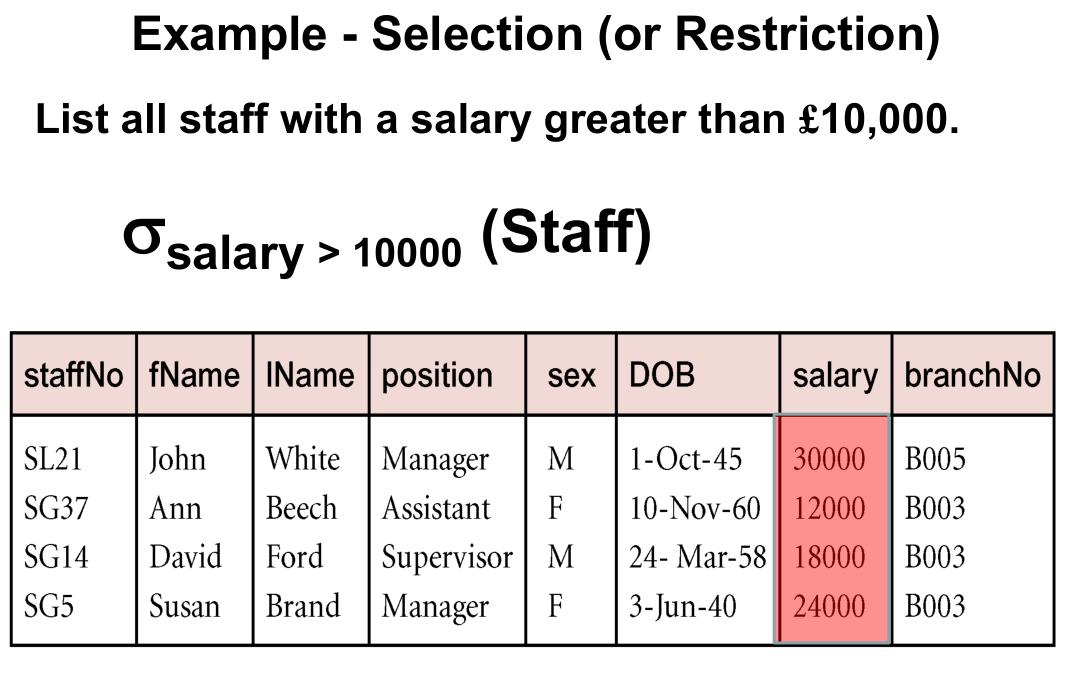 Example - Selection (or Restriction)
List all staff with a salary greater than £10,000.
σsalary > 10000 (Staff)
staffNo fName lName position sex DOB salary branchNo
SL21 John White Manager M 1-Oct-45 30000 B005
SG37 Ann Beech Assistant F 10-Nov-60 12000 B003
SG14 David Ford Supervisor M 24- Mar-58 18000 B003
SG5 Susan Brand Manager F 3-Jun-40 24000 B003